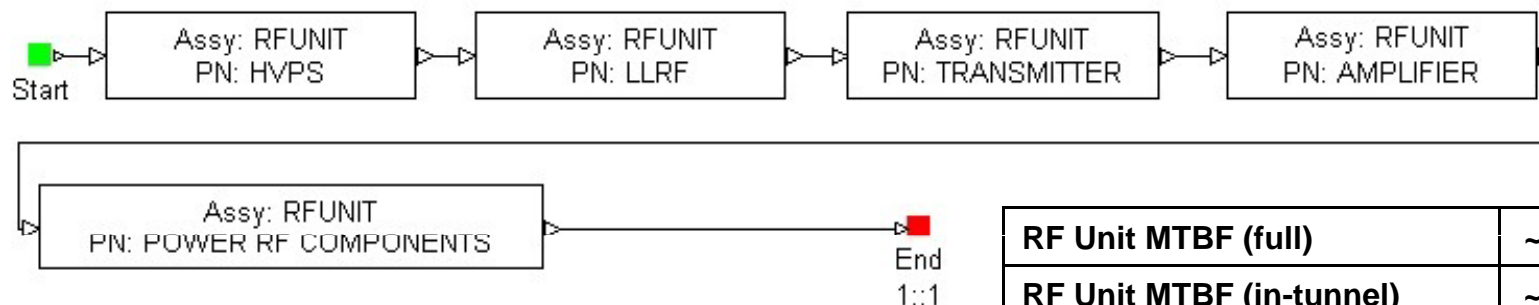 Assy: RFUNIT
PN: HVPS
Assy: RFUNIT
PN: LLRF
Assy: RFUNIT
PN: TRANSMITTER
Assy: RFUNIT
PN: AMPLIFIER
Start
Assy: RFUNIT
PN: POWER RF COMPONENTS
End
1::1
RF Unit MTBF (full) ~
RF Unit MTBF (in-tunnel) ~